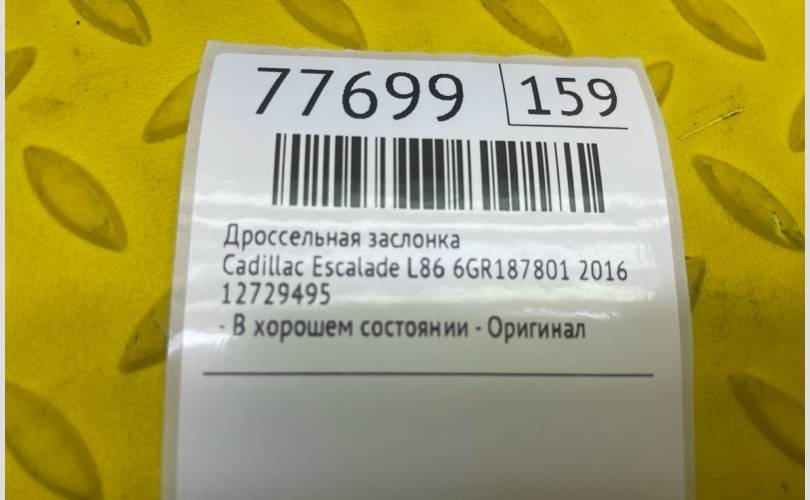 77699 159
Дроссельная заслонка
Cadillac Escalade L86 6GR187801 2016
12729495
- В хорошем состоянии - Оригинал